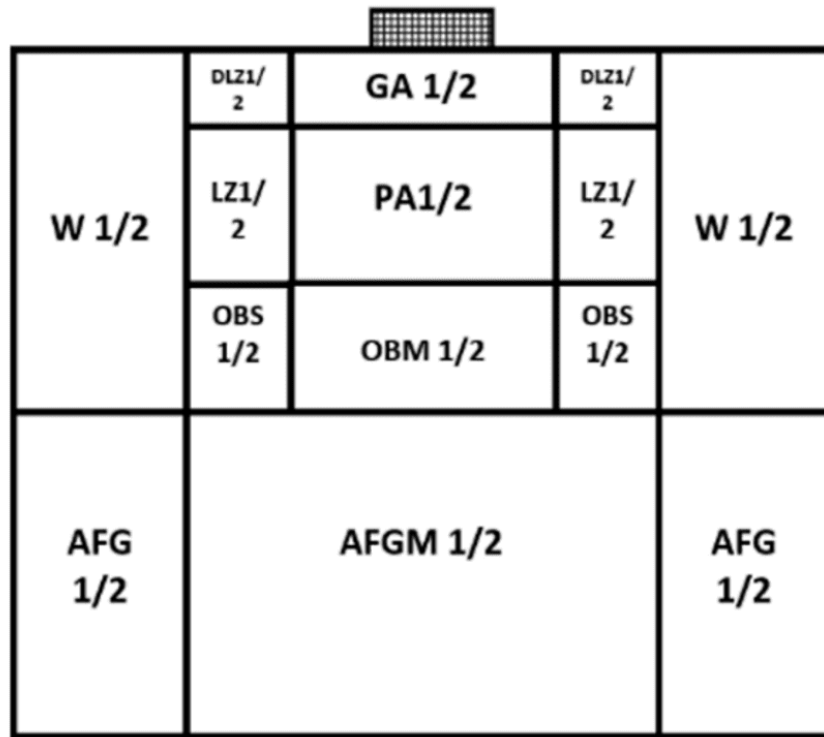 DLZ1/
2
GA 1/2
DLZ1/
2
W 1/2
LZ1/
2
PA1/2
LZ1/
2
W 1/2
OBS
1/2
OBM 1/2
OBS
1/2
AFG
1/2
AFGM 1/2
AFG
1/2